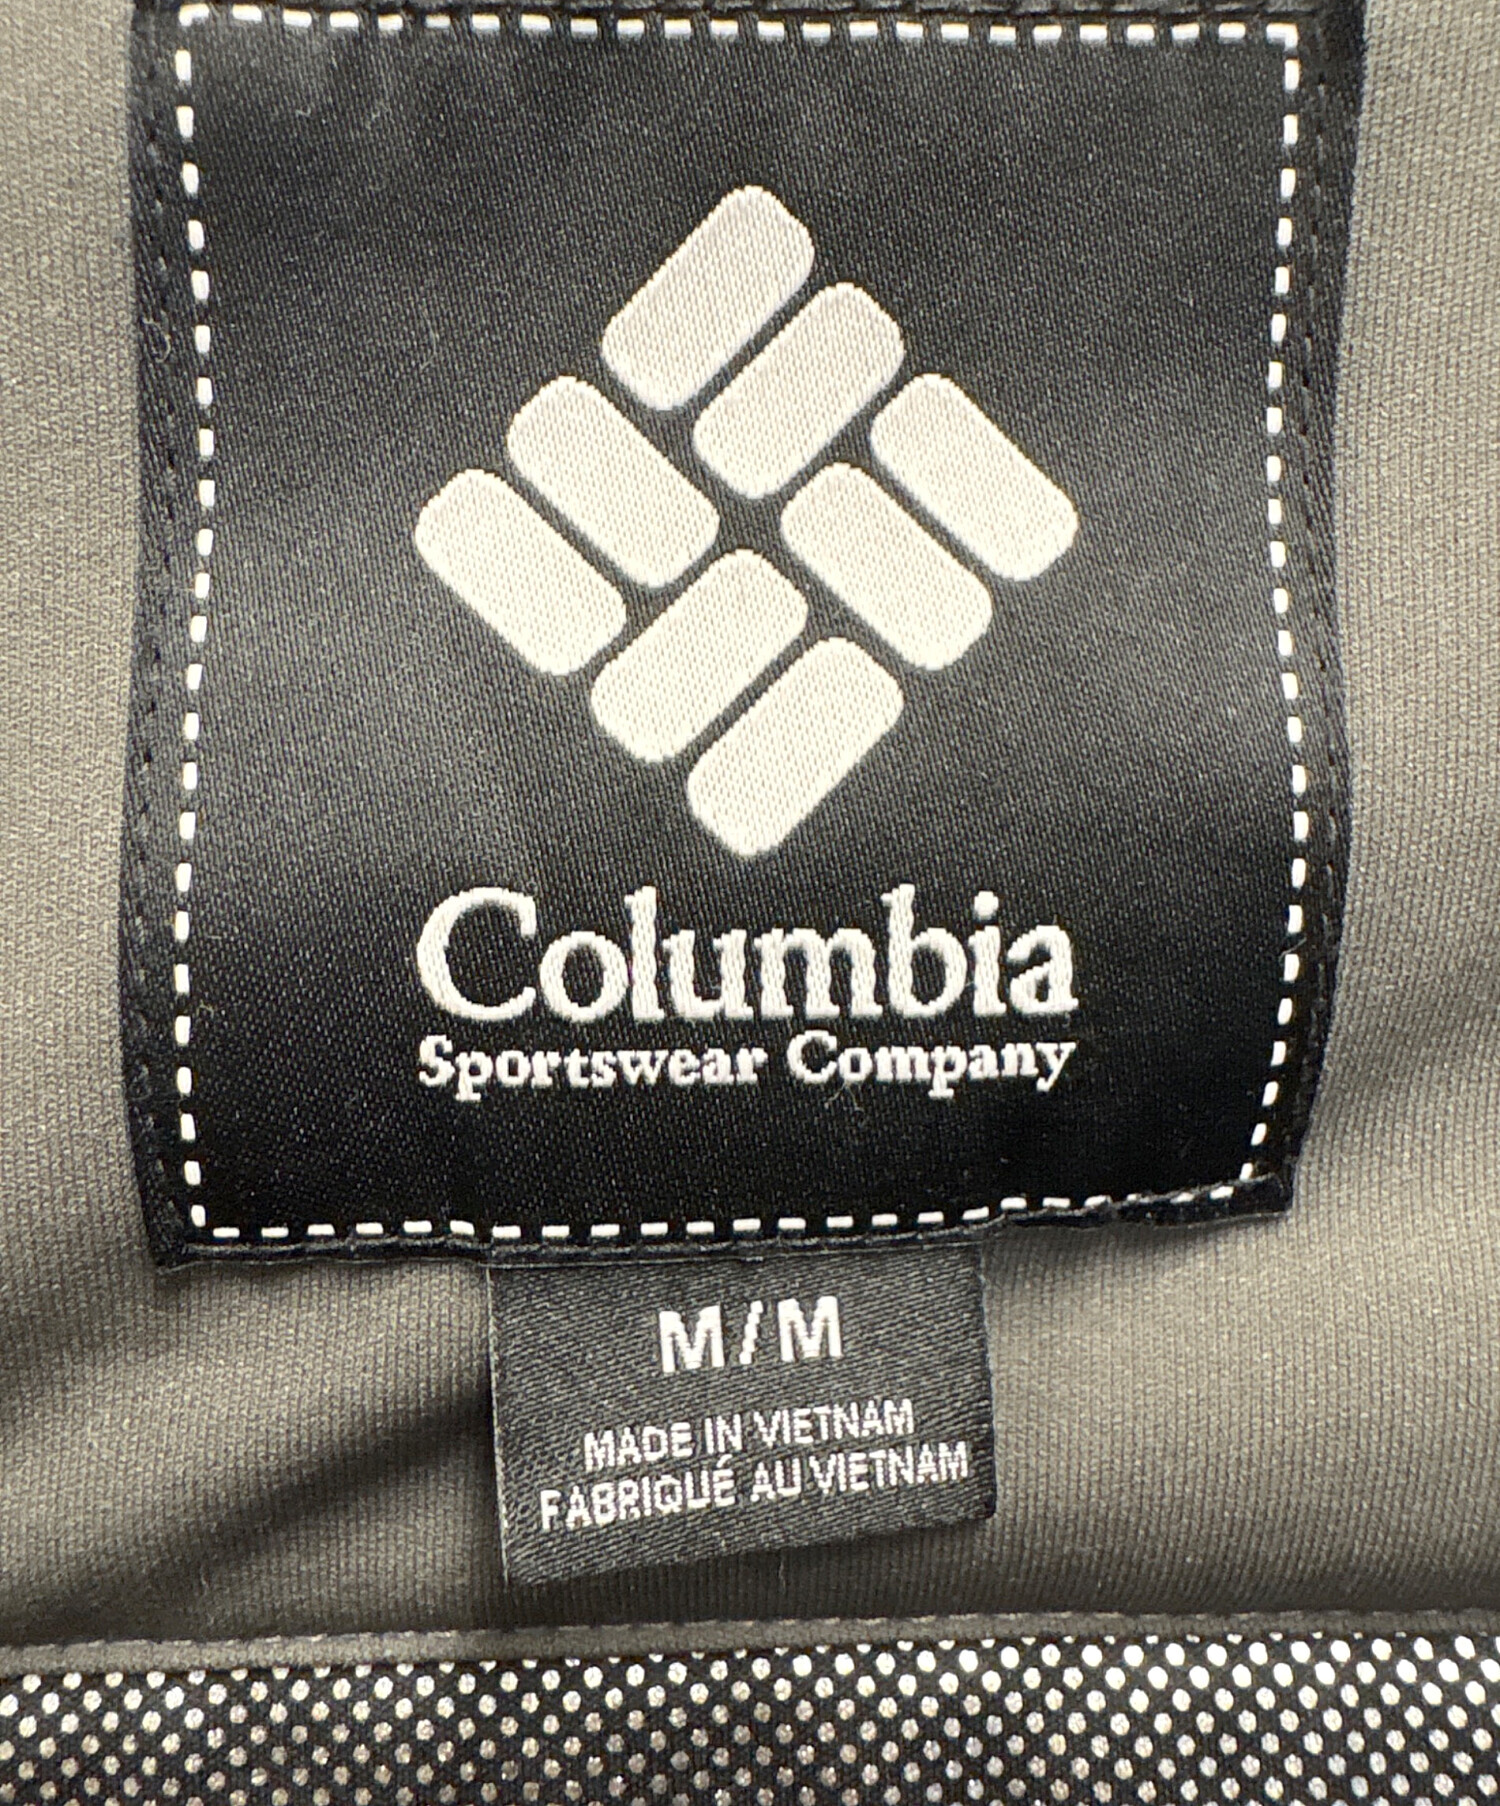 Columbia
Sportswear Company
M/M
MADE IN VIETNAM
FABRIQUÉ AU VIETNAM